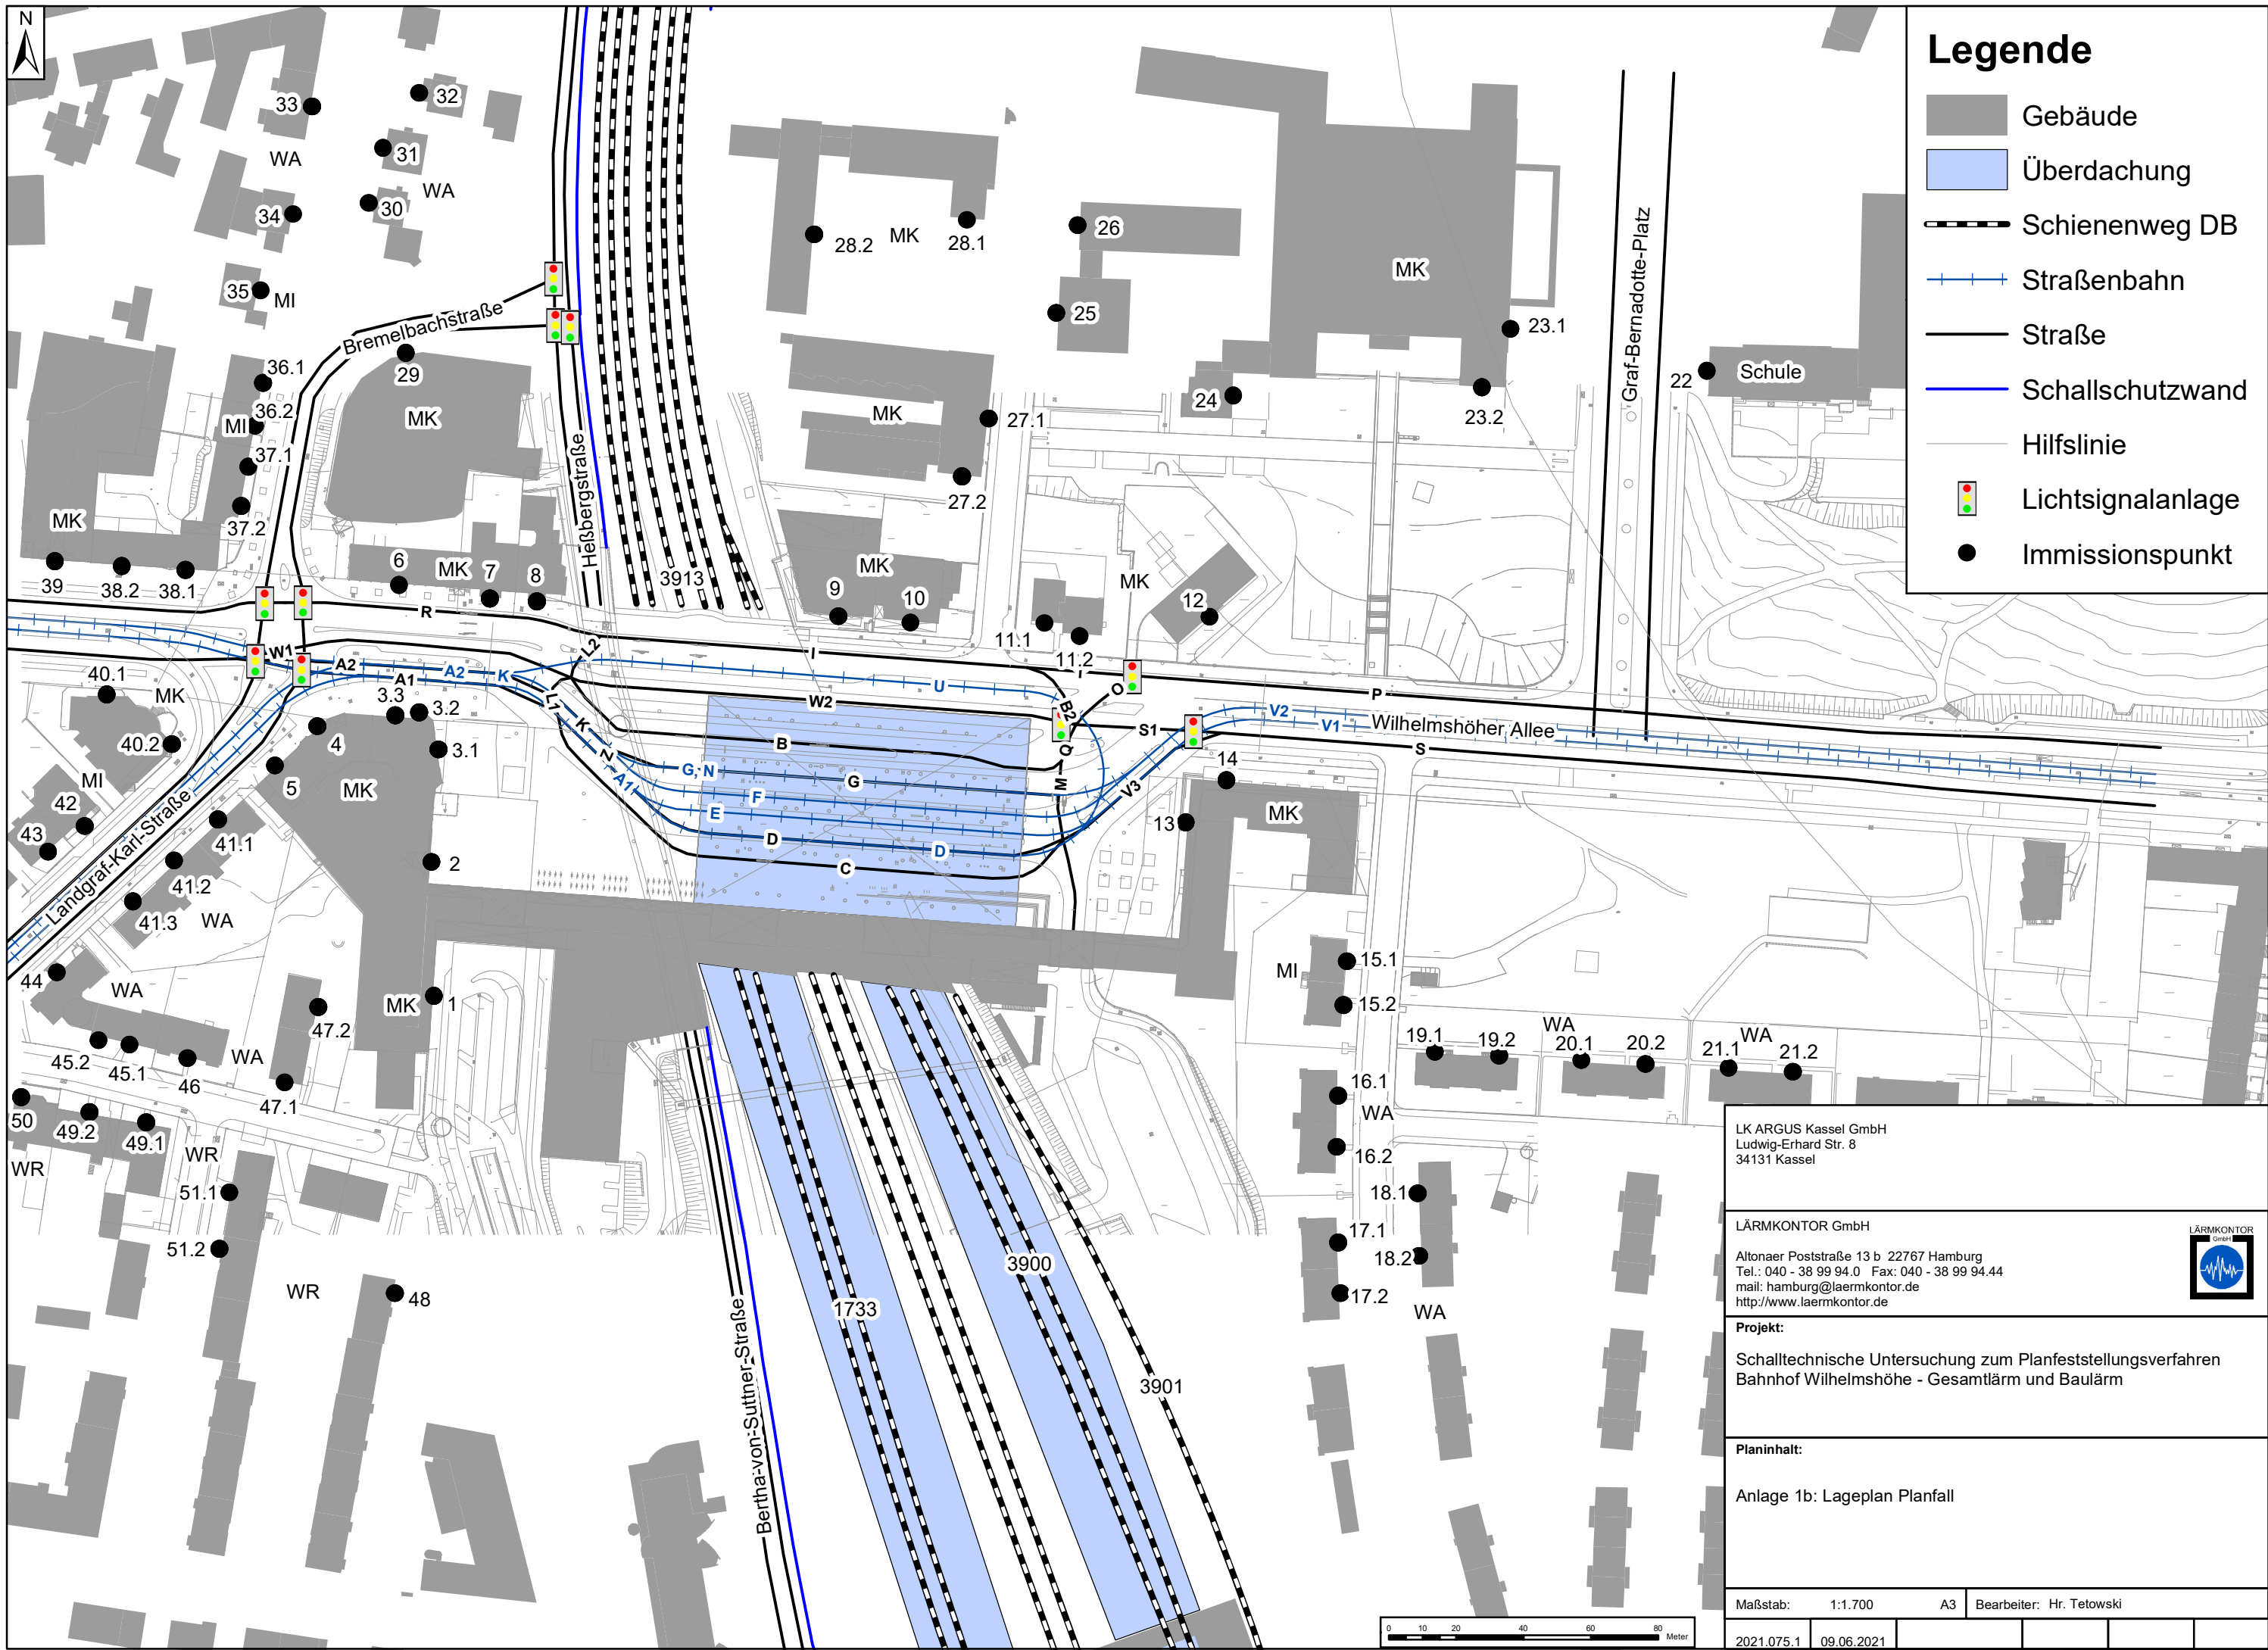 N
Legende
Gebäude
Überdachung
Schienenweg DB
Straßenbahn
Straße
Schallschutzwand
Hilfslinie
Lichtsignalanlage
Immissionspunkt
33
32
WA
31
WA
30
34
35
MI
Bremelbachstraße
29
MK
36.1
36.2
MI
37.1
37.2
MK
39
38.2
38.1
6
MK
7
8
Heßbergstraße
3913
28.2
MK
28.1
26
25
MK
27.1
27.2
24
MK
23.1
23.2
Graf-Bernadotte-Platz
22
Schule
MK
9
10
11.1
11.2
MK
12
R
W1
A2
A2
A1
K
L2
L1
K
Z
A1
I
I
U
W2
B
G, N
G
F
E
D
D
C
O
B2
Q
M
S1
V3
V2
V1
P
S
Wilhelmshöher Allee
40.1
MK
40.2
MI
42
43
Landgraf-Karl-Straße
3.3
3.2
3.1
4
5
MK
2
41.1
41.2
41.3
WA
44
WA
45.2
45.1
46
WA
47.1
47.2
MK
1
50
49.2
49.1
WR
WR
51.1
51.2
WR
48
14
13
MK
MI
15.1
15.2
16.1
WA
16.2
17.1
17.2
18.1
18.2
WA
19.1
19.2
WA
20.1
20.2
WA
21.1
21.2
Bertha-von-Suttner-Straße
1733
3900
3901
0 10 20 40 60 80
Meter
LK ARGUS Kassel GmbH
Ludwig-Erhard Str. 8
34131 Kassel
LÄRMKONTOR GmbH
Altonaer Poststraße 13 b 22767 Hamburg
Tel.: 040 - 38 99 94.0 Fax: 040 - 38 99 94.44
mail: hamburg@laermkontor.de
http://www.laermkontor.de
LÄRMKONTOR
GmbH
Projekt:
Schalltechnische Untersuchung zum Planfeststellungsverfahren
Bahnhof Wilhelmshöhe - Gesamtlärm und Baulärm
Planinhalt:
Anlage 1b: Lageplan Planfall
Maßstab: 1:1.700 A3 Bearbeiter: Hr. Tetowski
2021.075.1 09.06.2021